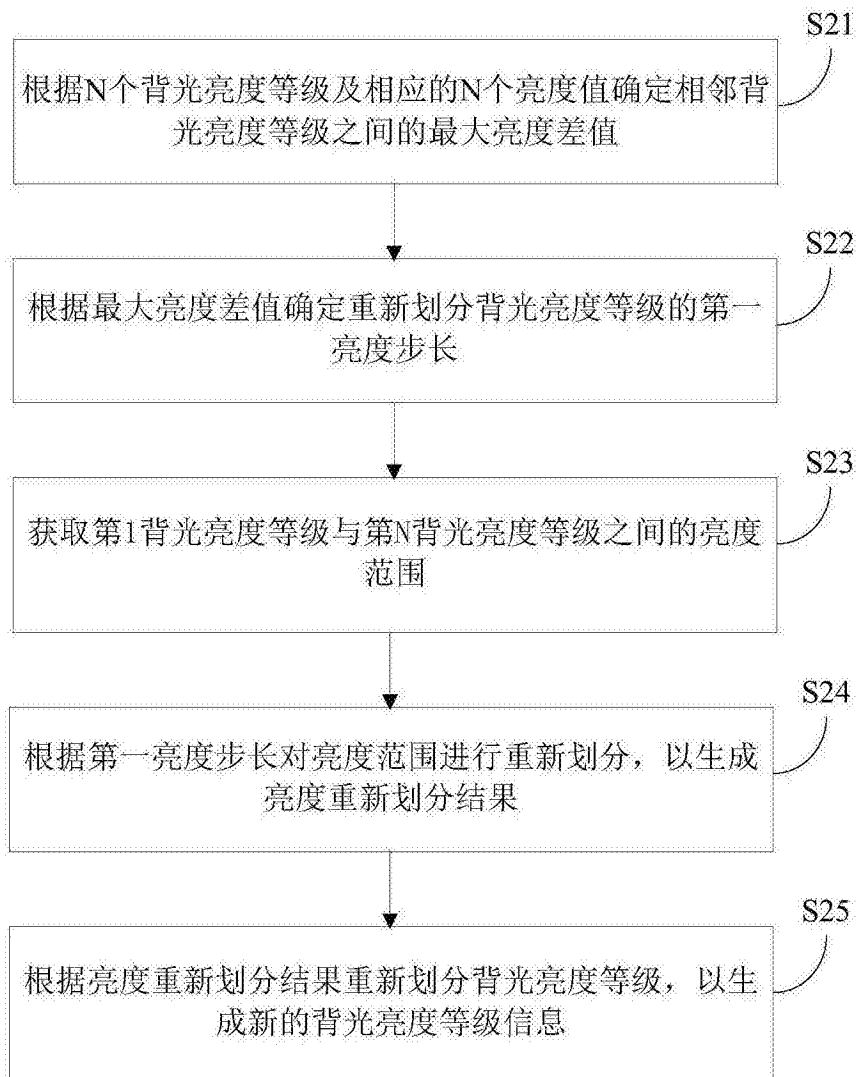 S21
根据N个背光亮度等级及相应的N个亮度值确定相邻背
光亮度等级之间的最大亮度差值
S22
根据最大亮度差值确定重新划分背光亮度等级的第一
亮度步长
S23
获取第1背光亮度等级与第N背光亮度等级之间的亮度
范围
S24
根据第一亮度步长对亮度范围进行重新划分，以生成
亮度重新划分结果
S25
根据亮度重新划分结果重新划分背光亮度等级，以生
成新的背光亮度等级信息